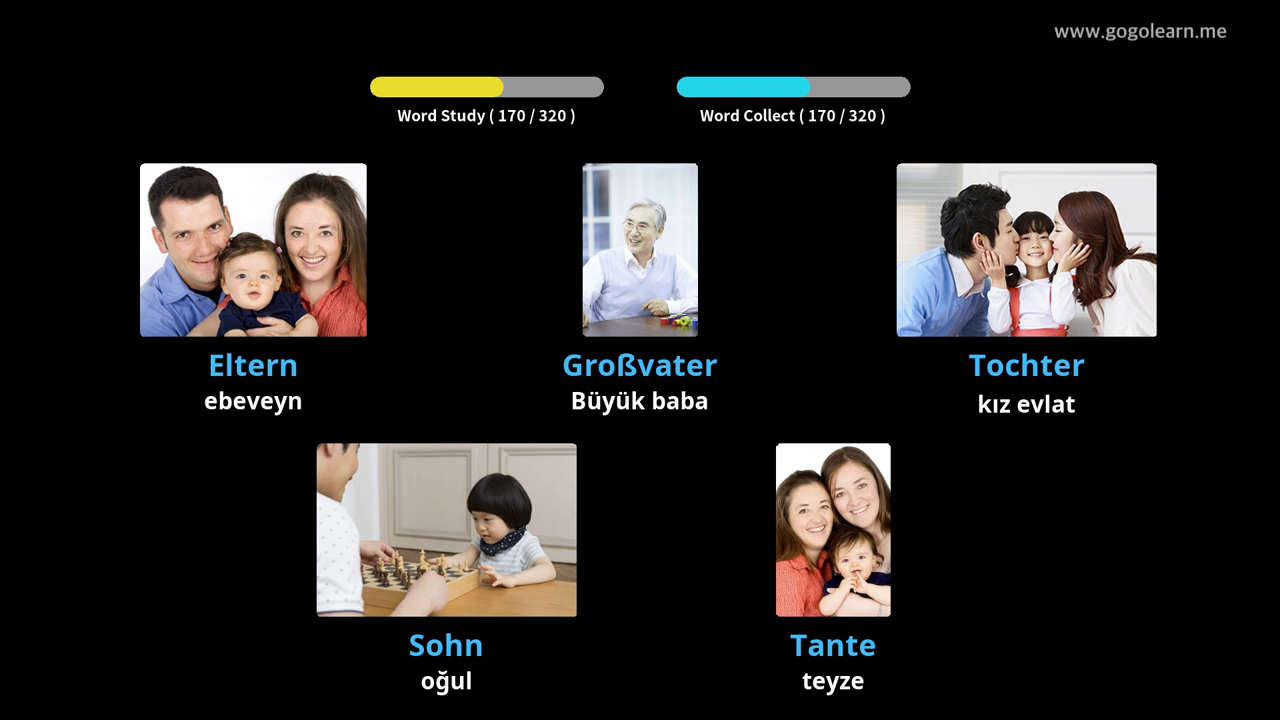 www.gogolearn.me
Word Study ( 170 / 320 )
Word Collect ( 170 / 320 )
Eltern
ebeveyn
Großvater
Büyük baba
Tochter
kız evlat
Sohn
oğul
Tante
teyze